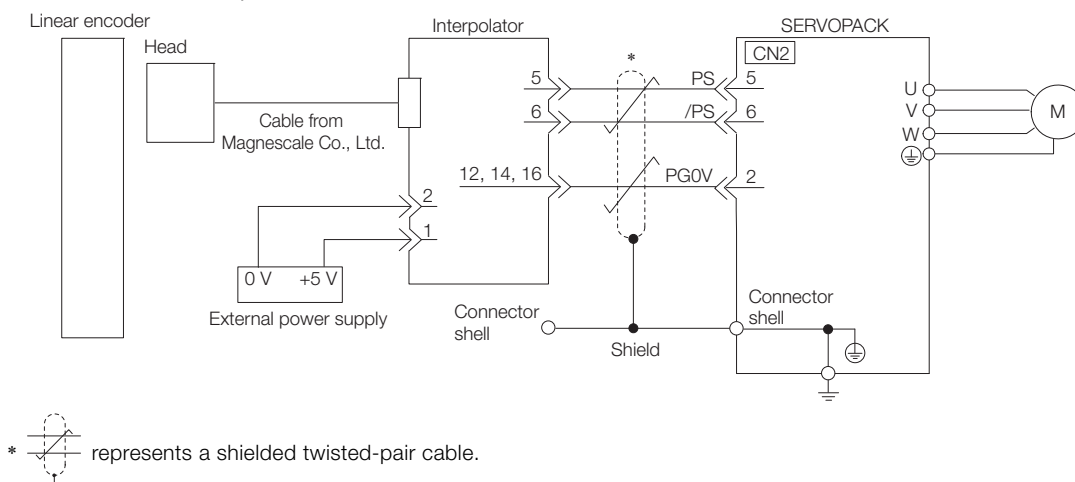 Linear encoder
Head
Interpolator
SERVOPACK
CN2
*
5
PS
5
6
/PS
6
12, 14, 16
PG0V
2
U
V
W
M
Cable from
Magnescale Co., Ltd.
2
1
0 V
+5 V
External power supply
Connector
shell
Shield
Connector
shell
* represents a shielded twisted-pair cable.